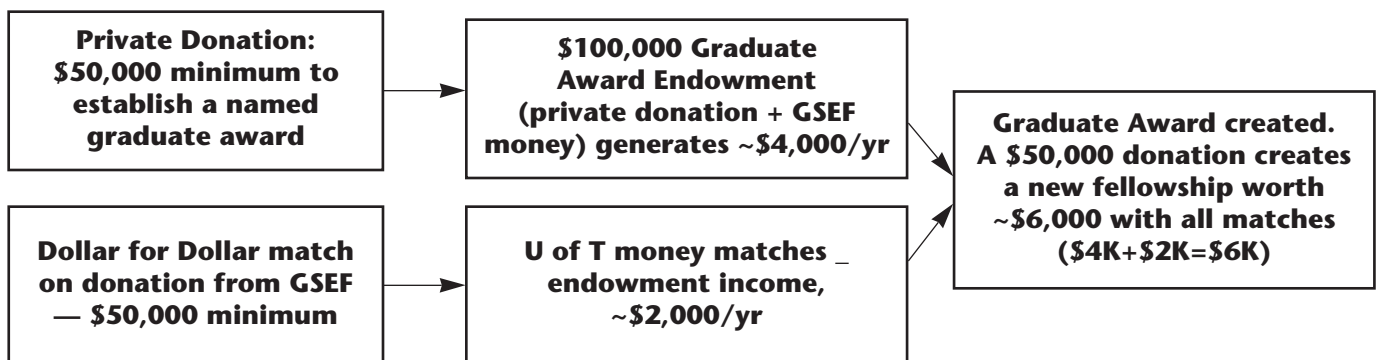 Private Donation:
$50,000 minimum to
establish a named
graduate award
$100,000 Graduate
Award Endowment
(private donation + GSEF
money) generates ~$4,000/yr
Dollar for Dollar match
on donation from GSEF
— $50,000 minimum
U of T money matches _
endowment income,
~$2,000/yr
Graduate Award created.
A $50,000 donation creates
a new fellowship worth
~$6,000 with all matches
($4K+$2K=$6K)